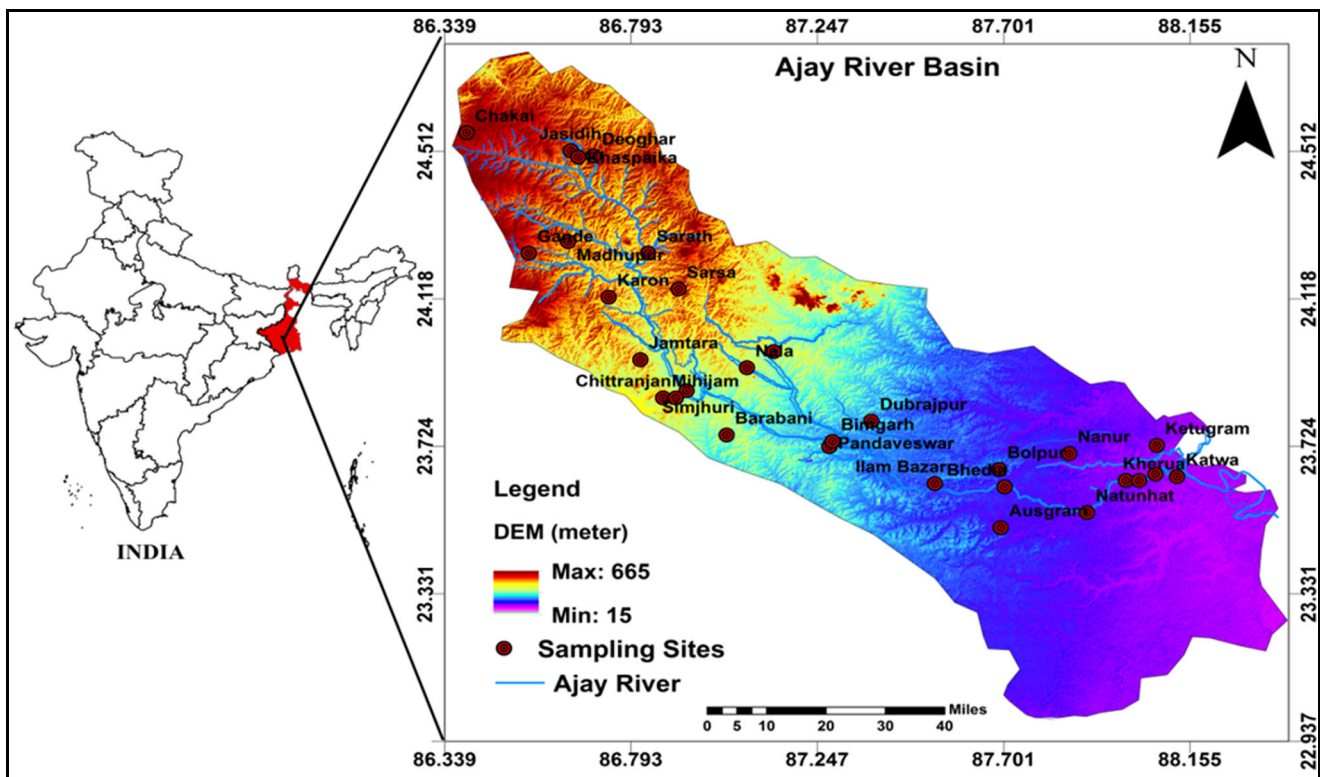 86.339 86.793 87.247 87.701 88.155
Ajay River Basin
N
Chakai
Jasidih
Deoghar
Khaspaika
24.512
24.512
Gande
Madhupur
Sarath
Karon
Sarsa
24.118
24.118
Jamtara
Nala
Chittranjan
Mihijam
Simjhuri
Barabani
Dubrajpur
Bimgarh
Pandaveswar
Ilam Bazar
Bhedia
Bolpur
Nanur
Ketugram
Kherua
Katwa
Natunhat
Ausgram
23.724
23.724
INDIA
Legend
DEM (meter)
Max: 665
Min: 15
Sampling Sites
Ajay River
23.331
23.331
0 5 10 20 30 40 Miles
22.937
86.339 86.793 87.247 87.701 88.155